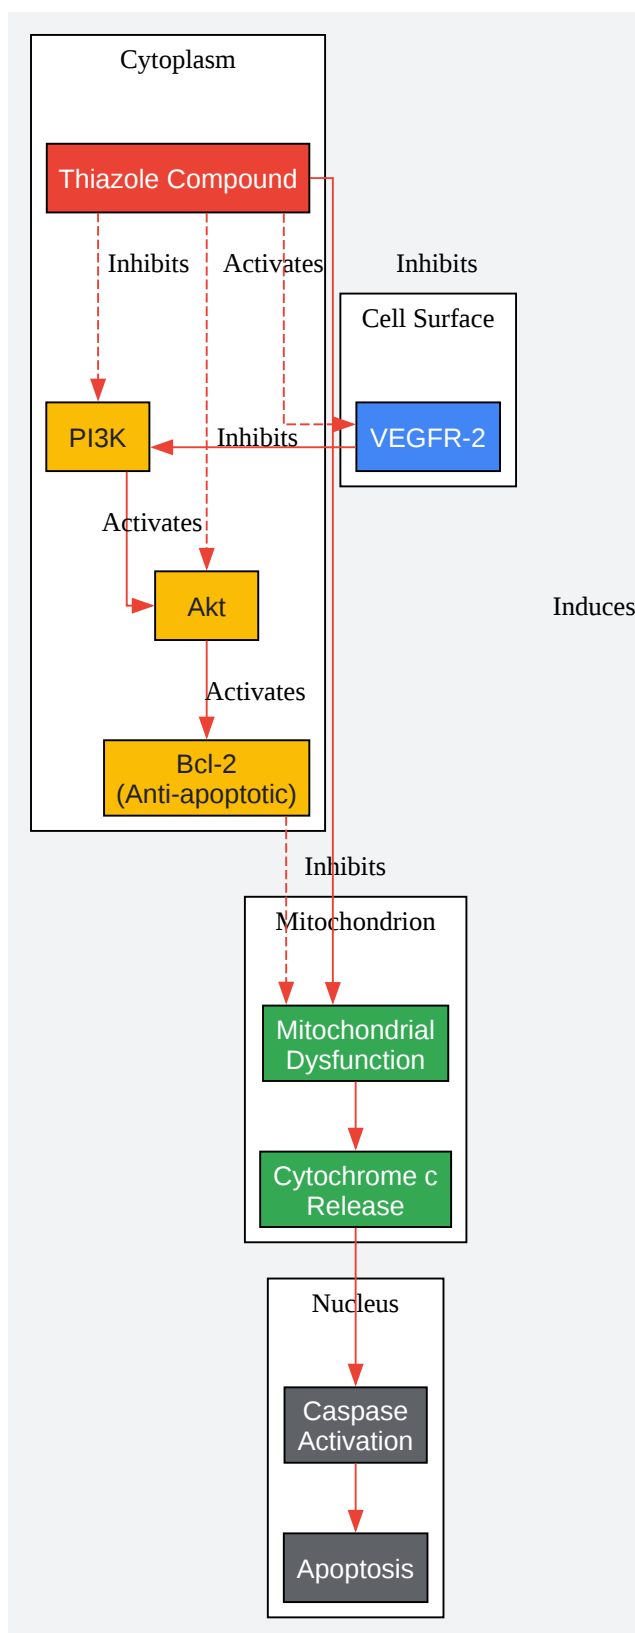 Cytoplasm
Thiazole Compound
Inhibits
Activates
Inhibits
Cell Surface
PI3K
Inhibits
VEGFR-2
Activates
Akt
Induces
Activates
Bcl-2
(Anti-apoptotic)
Inhibits
Mitochondrion
Mitochondrial
Dysfunction
Cytochrome c
Release
Nucleus
Caspase
Activation
Apoptosis